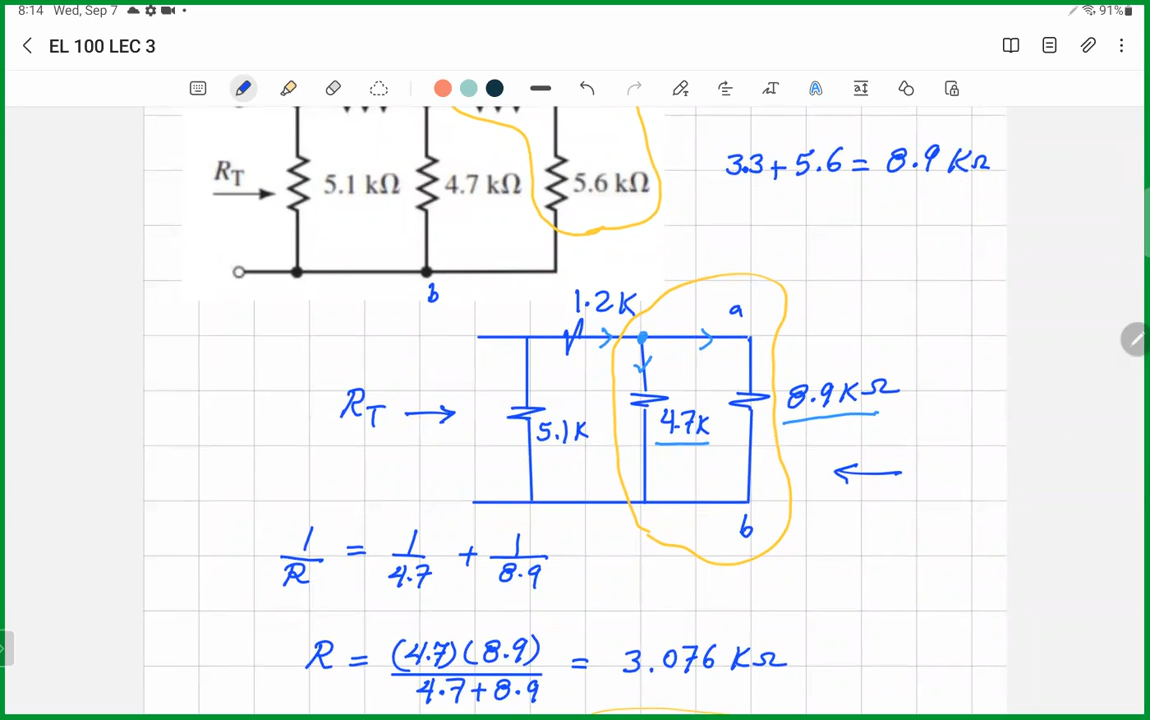 8:14 Wed, Sep 7
91%
EL 100 LEC 3
3.3 + 5.6 = 8.9 KΩ
RT
5.1 kΩ
4.7 kΩ
5.6 kΩ
b
1.2K
a
RT →
5.1K
4.7K
8.9KΩ
←
b
1/R = 1/4.7 + 1/8.9
R = (4.7)(8.9)/4.7+8.9 = 3.076 KΩ